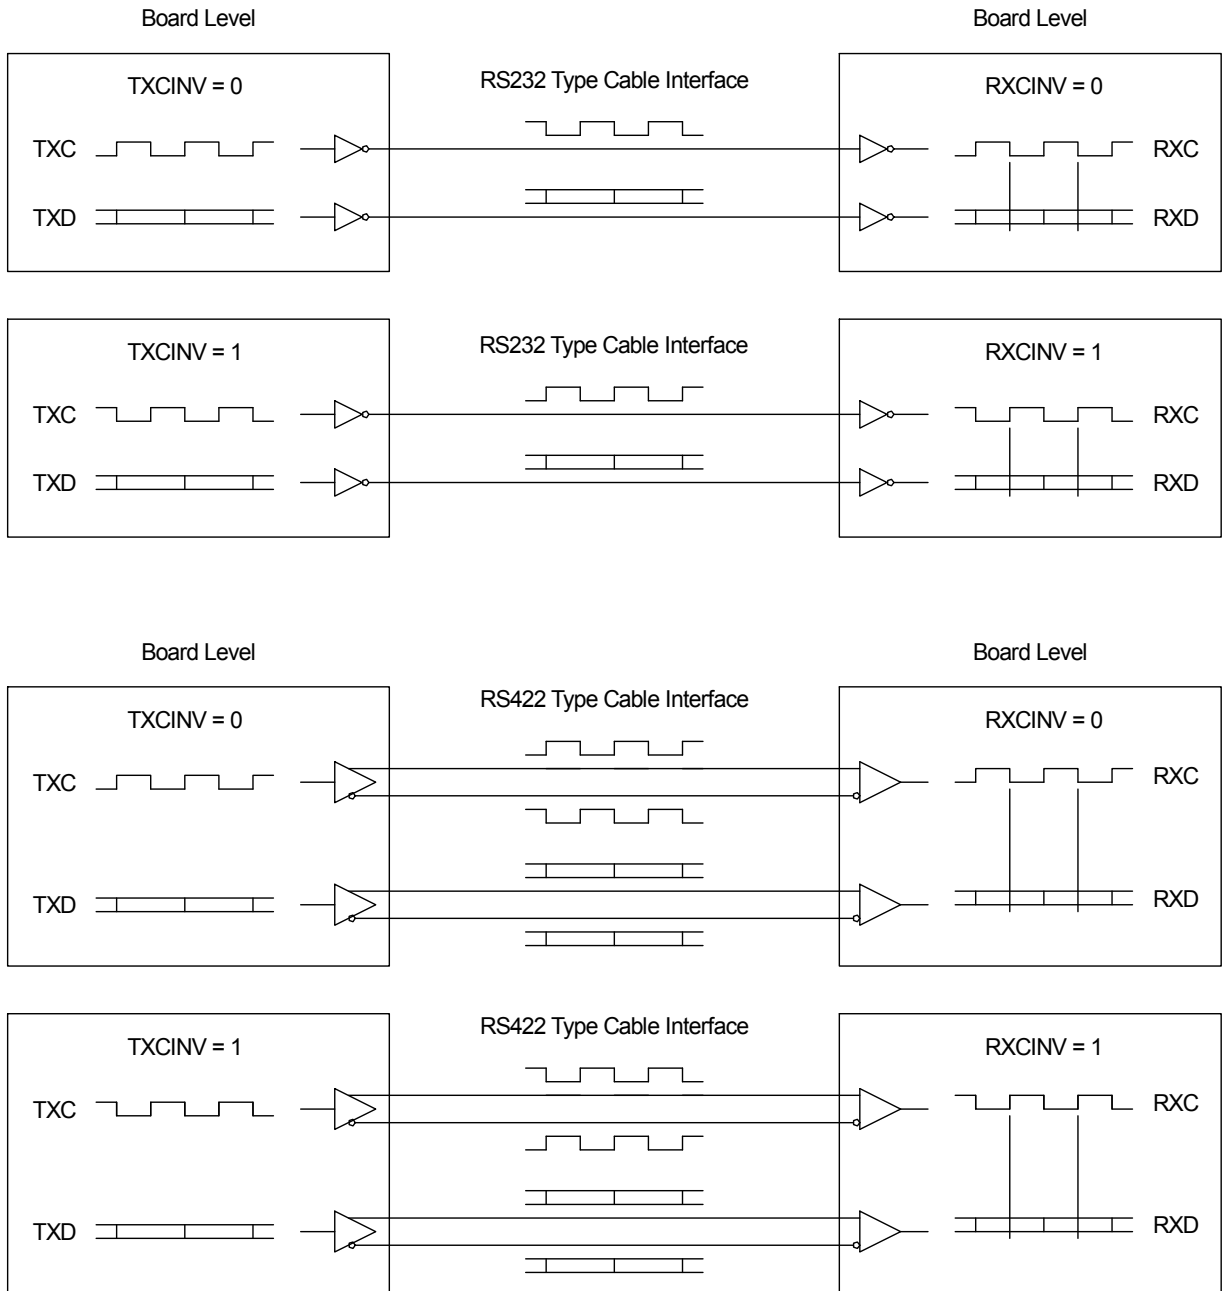 Board Level
Board Level
TXCINV = 0
RS232 Type Cable Interface
RXCINV = 0
TXC
RXC
TXD
RXD
TXCINV = 1
RS232 Type Cable Interface
RXCINV = 1
TXC
RXC
TXD
RXD
Board Level
Board Level
TXCINV = 0
RS422 Type Cable Interface
RXCINV = 0
TXC
RXC
TXD
RXD
TXCINV = 1
RS422 Type Cable Interface
RXCINV = 1
TXC
RXC
TXD
RXD